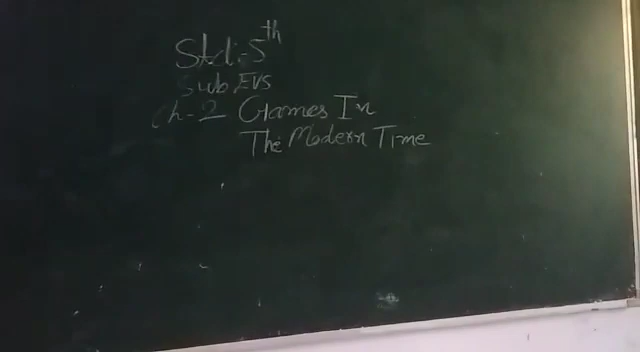 Std:-5th
Sub EVS
Ch-2 Games In
The Modern Time